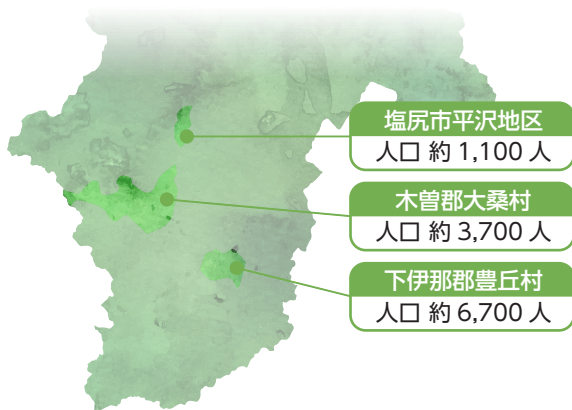 塩尻市平沢地区
人口 約 1,100 人
木曽郡大桑村
人口 約 3,700 人
下伊那郡豊丘村
人口 約 6,700 人